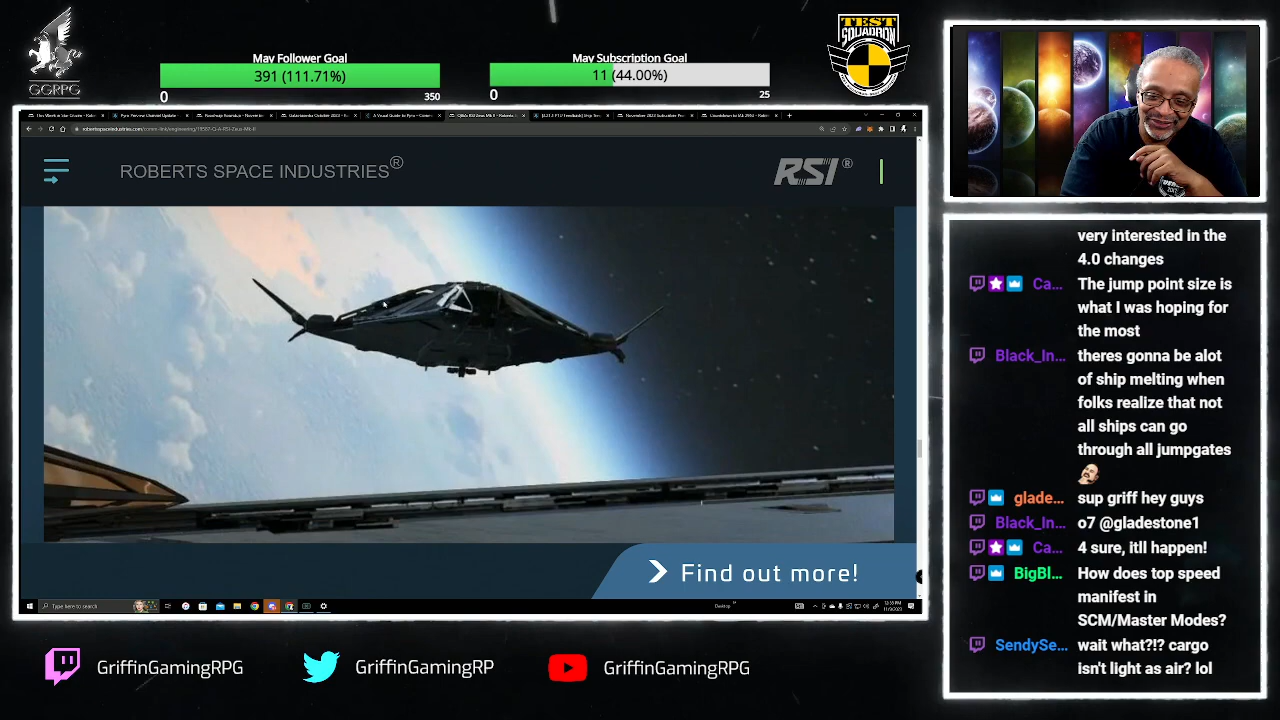 GGRPG
May Follower Goal
391 (111.71%)
0
350
May Subscription Goal
11 (44.00%)
0
25
TEST
SQUADRON
ROBERTS SPACE INDUSTRIES®
RSI®
Find out more!
Type here to search
Desktop
GriffinGamingRPG
GriffinGamingRP
GriffinGamingRPG
very interested in the
4.0 changes
Ca... The jump point size is
what I was hoping for
the most
Black_In... theres gonna be alot
of ship melting when
folks realize that not
all ships can go
through all jumpgates
glade... sup griff hey guys
Black_In... o7 @gladestone1
Ca... 4 sure, itll happen!
BigBl... How does top speed
manifest in
SCM/Master Modes?
SendySe... wait what?!? cargo
isn't light as air? lol